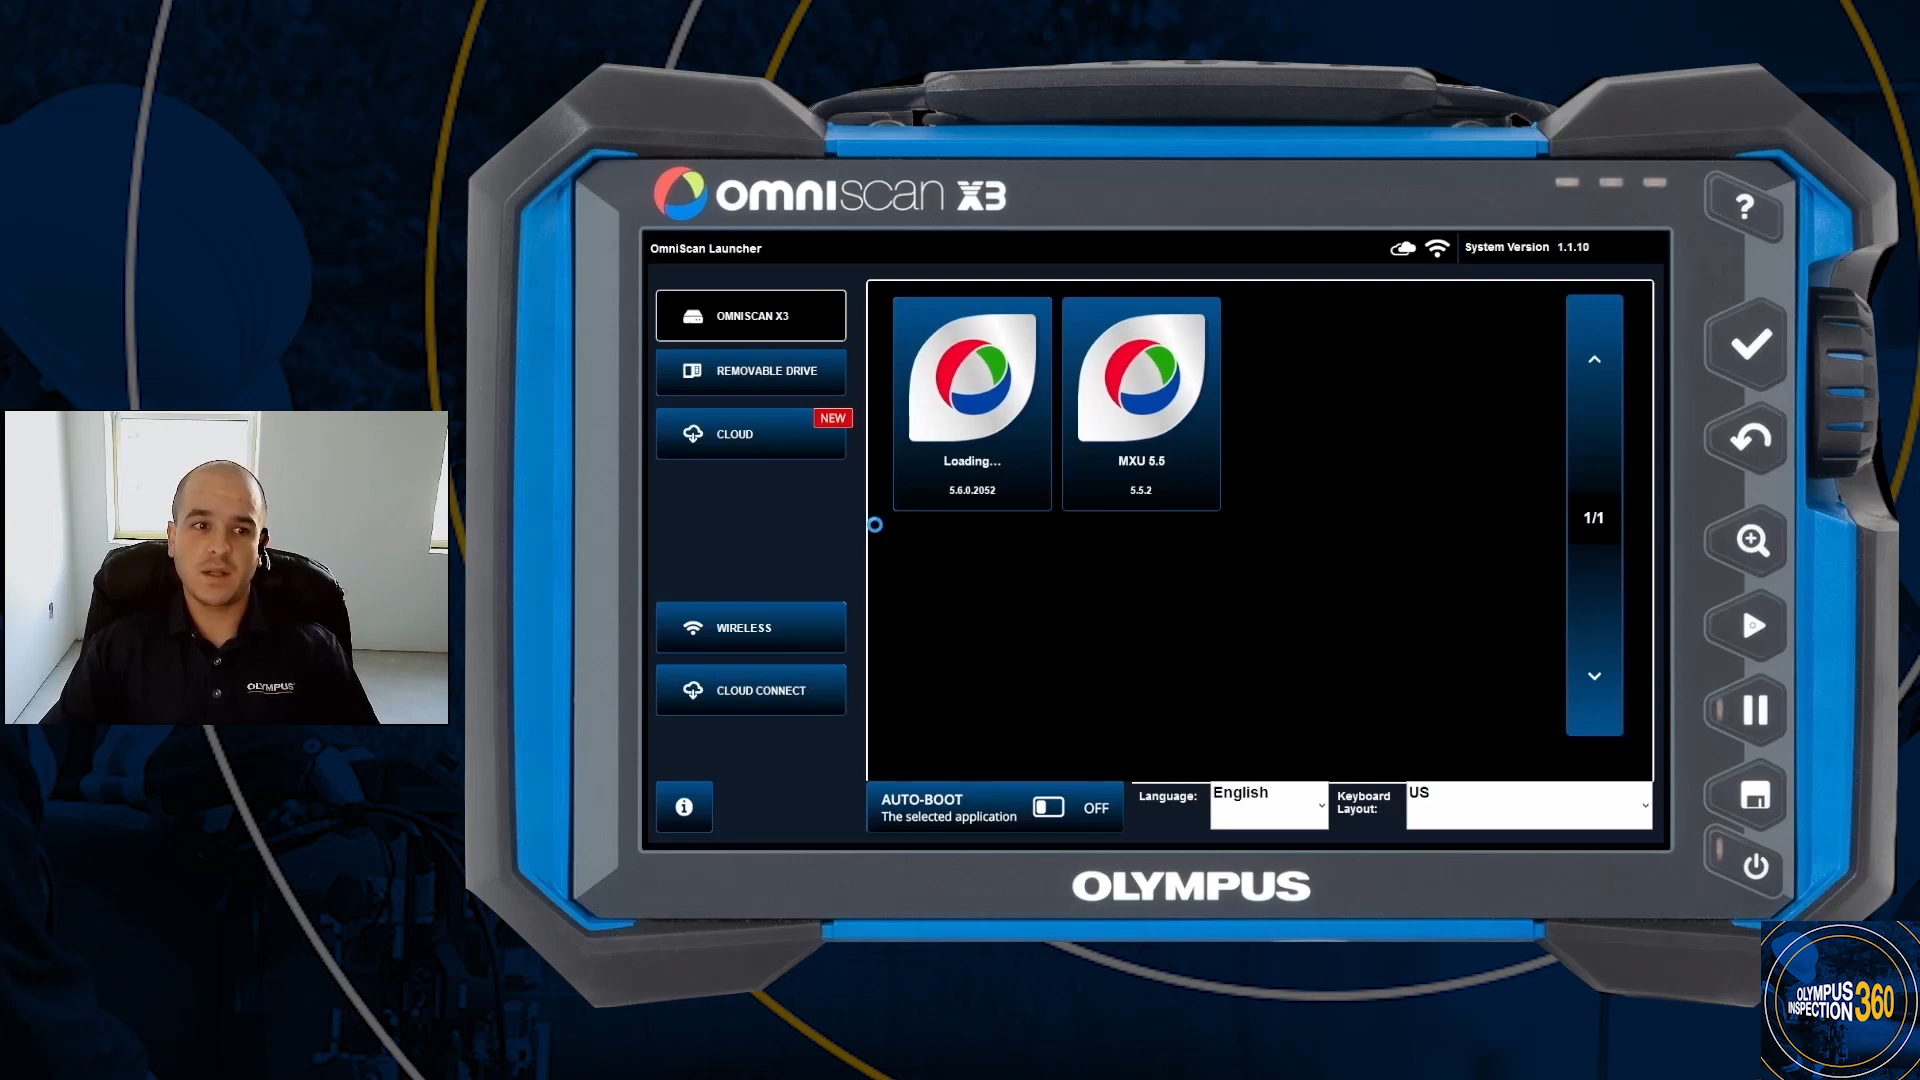 OMNISCAN X3
OmniScan Launcher
System Version 1.1.10
OMNISCAN X3
REMOVABLE DRIVE
CLOUD
NEW
WIRELESS
CLOUD CONNECT
Loading...
5.6.0.2052
MXU 5.5
5.5.2
1/1
AUTO-BOOT
The selected application
OFF
Language:
English
Keyboard
Layout:
US
OLYMPUS
?
OLYMPUS
OLYMPUS
INSPECTION 360